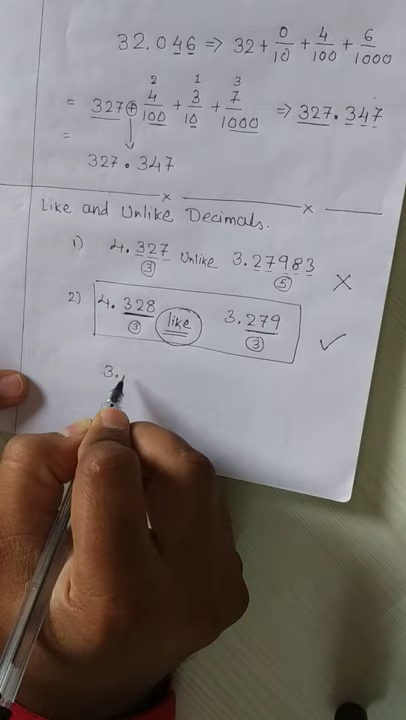 32.046 ⇒ 32 + 0/10 + 4/100 + 6/1000
2 1 3
= 327 + 4/100 + 3/10 + 7/1000 ⇒ 327.347
=
327.347
x x
Like and Unlike Decimals.
1) 4.327 Unlike 3.27983 X
3 5
2) 4.328 like 3.279 ✓
3 3
3.